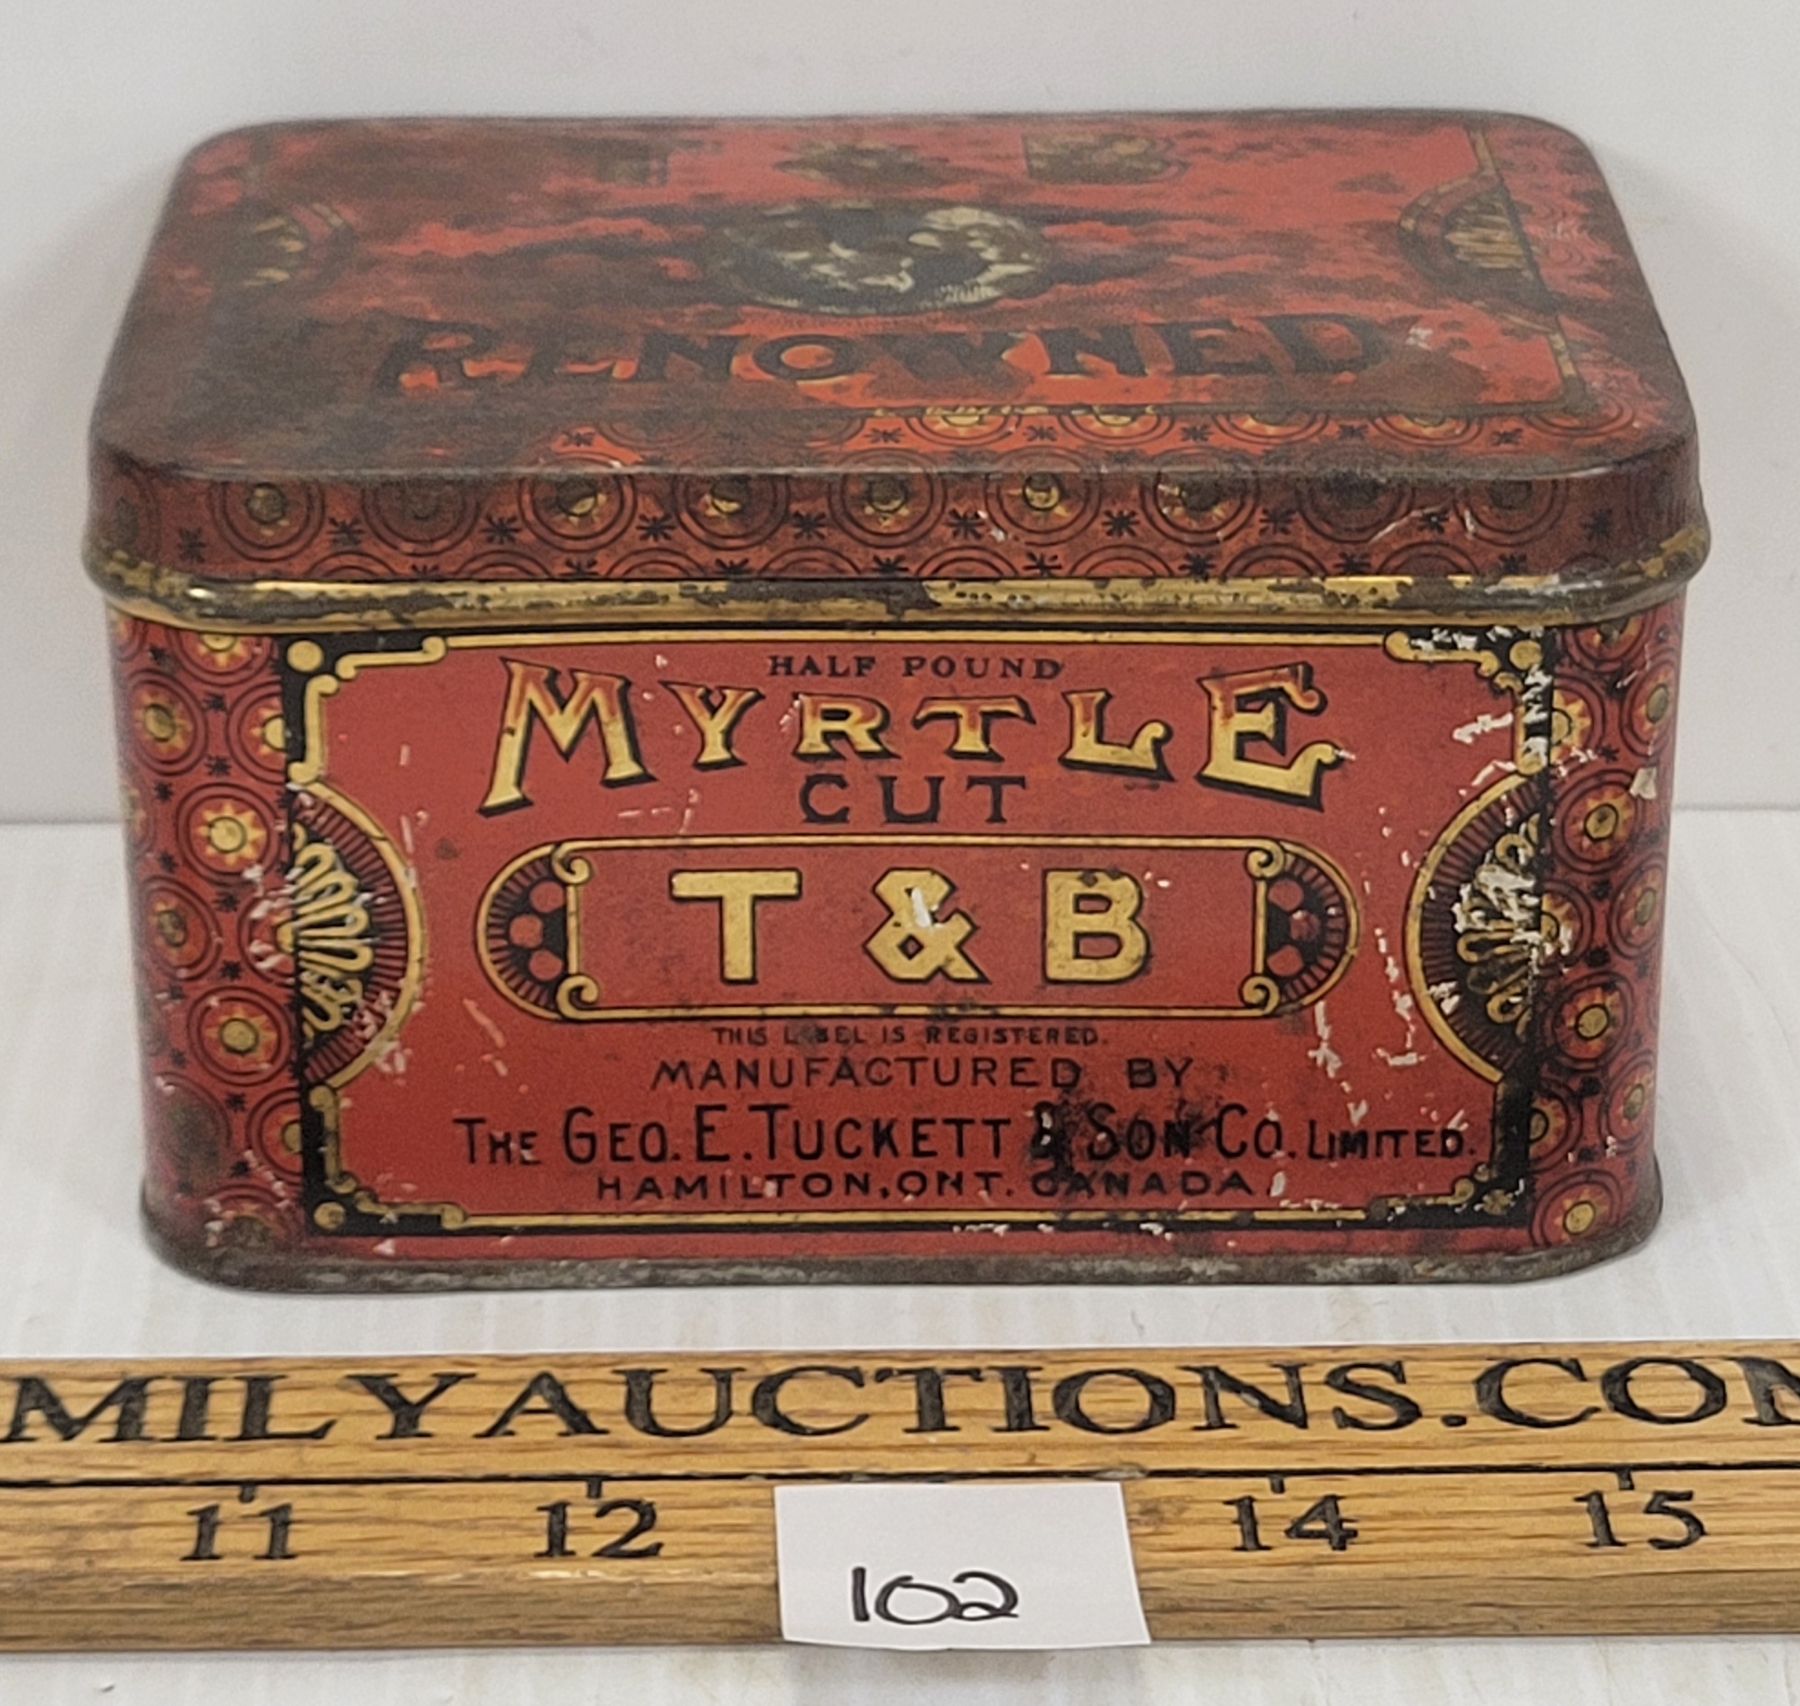 T & B
RENOWNED
HALF POUND
MYRTLE
CUT
T & B
THIS LABEL IS REGISTERED.
MANUFACTURED BY
THE GEO. E. TUCKETT & SON CO. LIMITED.
HAMILTON, ONT. CANADA
MILYAUCTIONS.COM
11 12 14 15
102